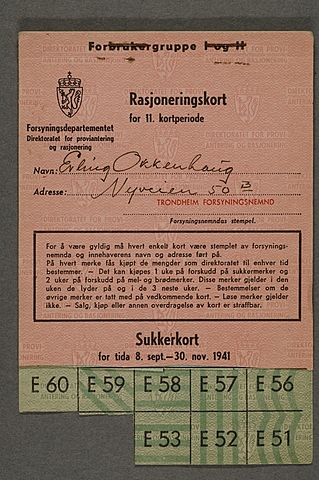 Forbrukergruppe I og II
Rasjoneringskort
for 11. kortperiode
Forsyningsdepartementet
Direktoratet for proviantering
og rasjonering
Navn: Erling Okkenhaug
Adresse: Nyveien 50 B
TRONDHEIM FORSYNINGSNEMND
Forsyningsnemndas stempel.
For å være gyldig må hvert enkelt kort være stemplet av forsynings-
nemnda og innehaverens navn og adresse ført på.
På hvert merke fås kjøpt de mengder som direktoratet til enhver tid
bestemmer. — Det kan kjøpes 1 uke på forskudd på sukkermerker og
2 uker på forskudd på mel- og brødmerker. Disse merker gjelder i den
uken de lyder på og i de 3 neste uker. — Bestemmelser om de
øvrige merker er tatt med på vedkommende kort. — Løse merker gjelder
ikke. — Salg, kjøp eller annen overdragelse av kort er straffbar.
Sukkerkort
for tida 8. sept.—30. nov. 1941
E 60 E 59 E 58 E 57 E 56
E 53 E 52 E 51